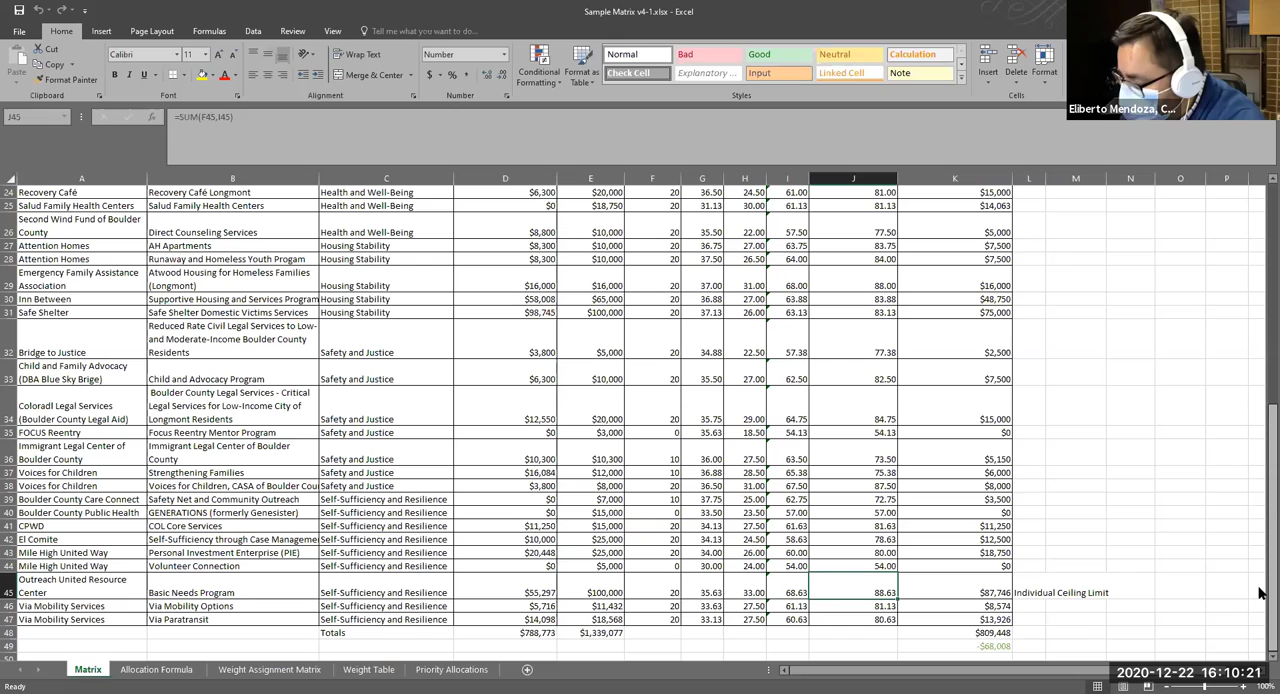 Sample Matrix v4-1.xlsx - Excel
File Home Insert Page Layout Formulas Data Review View Tell me what you want to do...
Paste Cut Copy Format Painter Clipboard
Calibri 11 Font
Wrap Text Merge & Center Alignment
Number Number
Conditional Formatting Format as Table
Normal Bad Good Neutral Calculation
Check Cell Explanatory ... Input Linked Cell Note
Styles
Insert Delete Format Cells
Eliberto Mendoza, C...
J45 =SUM(F45,I45)
A B C D E F G H I J K L M N O P
24 Recovery Café Recovery Café Longmont Health and Well-Being $6,300 $20,000 20 36.50 24.50 61.00 81.00 $15,000
25 Salud Family Health Centers Salud Family Health Centers Health and Well-Being $0 $18,750 20 31.13 30.00 61.13 81.13 $14,063
Second Wind Fund of Boulder
26 County Direct Counseling Services Health and Well-Being $8,800 $10,000 20 35.50 22.00 57.50 77.50 $5,000
27 Attention Homes AH Apartments Housing Stability $8,300 $10,000 20 36.75 27.00 63.75 83.75 $7,500
28 Attention Homes Runaway and Homeless Youth Progam Housing Stability $8,300 $10,000 20 37.50 26.50 64.00 84.00 $7,500
Emergency Family Assistance Atwood Housing for Homeless Families
29 Association (Longmont) Housing Stability $16,000 $16,000 20 37.00 31.00 68.00 88.00 $16,000
30 Inn Between Supportive Housing and Services Program Housing Stability $58,008 $65,000 20 36.88 27.00 63.88 83.88 $48,750
31 Safe Shelter Safe Shelter Domestic Victims Services Housing Stability $98,745 $100,000 20 37.13 26.00 63.13 83.13 $75,000
Reduced Rate Civil Legal Services to Low-
and Moderate-Income Boulder County
32 Bridge to Justice Residents Safety and Justice $3,800 $5,000 20 34.88 22.50 57.38 77.38 $2,500
Child and Family Advocacy
33 (DBA Blue Sky Brige) Child and Advocacy Program Safety and Justice $6,300 $10,000 20 35.50 27.00 62.50 82.50 $7,500
Boulder County Legal Services - Critical
Coloradl Legal Services Legal Services for Low-Income City of
34 (Boulder County Legal Aid) Longmont Residents Safety and Justice $12,550 $20,000 20 35.75 29.00 64.75 84.75 $15,000
35 FOCUS Reentry Focus Reentry Mentor Program Safety and Justice $0 $3,000 0 35.63 18.50 54.13 54.13 $0
Immigrant Legal Center of Immigrant Legal Center of Boulder
36 Boulder County County Safety and Justice $10,300 $10,300 10 36.00 27.50 63.50 73.50 $5,150
37 Voices for Children Strengthening Families Safety and Justice $16,084 $12,000 10 36.88 28.50 65.38 75.38 $6,000
38 Voices for Children Voices for Children, CASA of Boulder Cou Safety and Justice $3,800 $8,000 20 36.50 31.00 67.50 87.50 $8,000
39 Boulder County Care Connect Safety Net and Community Outreach Self-Sufficiency and Resilience $0 $7,000 10 37.75 25.00 62.75 72.75 $3,500
40 Boulder County Public Health GENERATIONS (formerly Genesister) Self-Sufficiency and Resilience $0 $15,000 0 33.50 23.50 57.00 57.00 $0
41 CPWD COL Core Services Self-Sufficiency and Resilience $11,250 $15,000 20 34.13 27.50 61.63 81.63 $11,250
42 El Comite Self-Sufficiency through Case Managemen Self-Sufficiency and Resilience $10,000 $25,000 20 34.13 24.50 58.63 78.63 $12,500
43 Mile High United Way Personal Investment Enterprise (PIE) Self-Sufficiency and Resilience $20,448 $25,000 20 34.00 26.00 60.00 80.00 $18,750
44 Mile High United Way Volunteer Connection Self-Sufficiency and Resilience $0 $5,000 0 30.00 24.00 54.00 54.00 $0
Outreach United Resource
45 Center Basic Needs Program Self-Sufficiency and Resilience $55,297 $100,000 20 35.63 33.00 68.63 88.63 $87,746 Individual Ceiling Limit
46 Via Mobility Services Via Mobility Options Self-Sufficiency and Resilience $5,716 $11,432 20 33.63 27.50 61.13 81.13 $8,574
47 Via Mobility Services Via Paratransit Self-Sufficiency and Resilience $14,098 $18,568 20 33.13 27.50 60.63 80.63 $13,926
48 Totals $788,773 $1,339,077 $809,448
49 -$68,008
50
Matrix Allocation Formula Weight Assignment Matrix Weight Table Priority Allocations
2020-12-22 16:10:21
Ready 100%